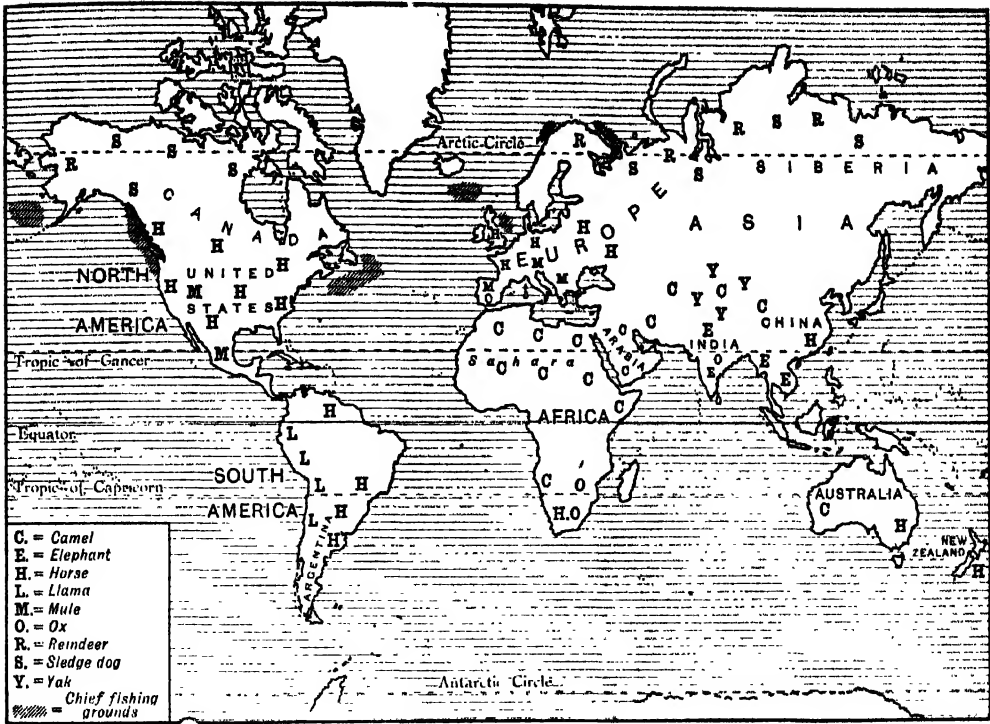 Arctic Circle
R S S S S S R R S R S R S S
SIBERIA
CANADA
EUROPE
ASIA
NORTH
AMERICA
UNITED
STATES
H H H H H H H M M
H H H H H M M M O
Y Y Y Y C C C C
CHINA
INDIA
ARABIA
E O E E E H
Tropic of Cancer
Sahara
C C C C C C C
AFRICA
Equator
H L L L L H H H
SOUTH
AMERICA
Tropic of Capricorn
ARGENTINA
C O H.O
AUSTRALIA
C H
NEW
ZEALAND
H
C. = Camel
E. = Elephant
H. = Horse
L. = Llama
M. = Mule
O. = Ox
R. = Reindeer
S. = Sledge dog
Y. = Yak
Chief fishing
= grounds
Antarctic Circle